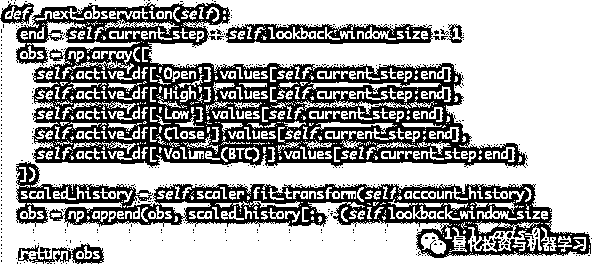 def _next_observation(self):
end = self.current_step + self.lookback_window_size + 1
obs = np.array([
self.active_df['Open'].values[self.current_step:end],
self.active_df['High'].values[self.current_step:end],
self.active_df['Low'].values[self.current_step:end],
self.active_df['Close'].values[self.current_step:end],
self.active_df['Volume_(BTC)'].values[self.current_step:end],
])
scaled_history = self.scaler.fit_transform(self.account_history)
obs = np.append(obs, scaled_history[:, -(self.lookback_window_size
量化投资与机器学习
return obs